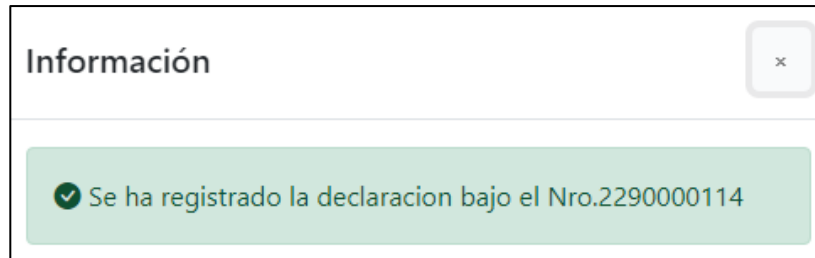 Información
×
Se ha registrado la declaracion bajo el Nro.2290000114